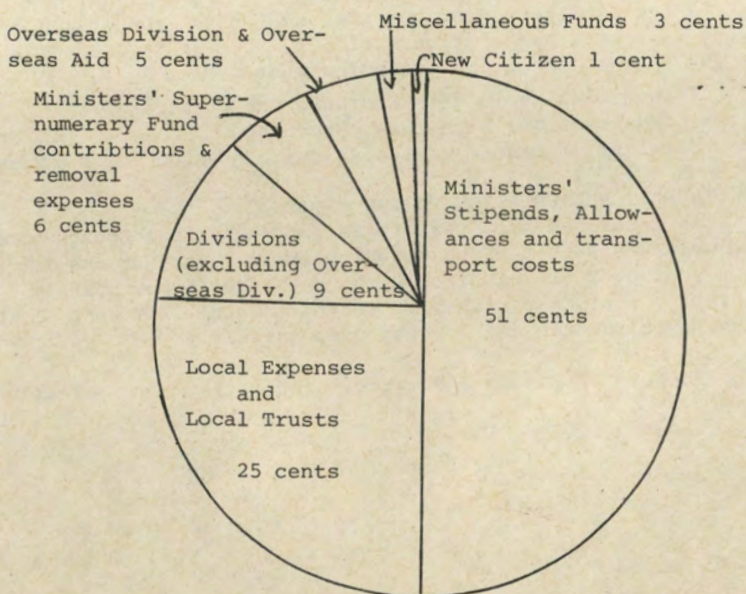 Miscellaneous Funds 3 cents
Overseas Division & Over-
seas Aid 5 cents
New Citizen 1 cent
Ministers' Super-
numerary Fund
contribtions &
removal
expenses
6 cents
Ministers'
Stipends, Allow-
ances and trans-
port costs
51 cents
Divisions
(excluding Over-
seas Div.) 9 cents
Local Expenses
and
Local Trusts
25 cents